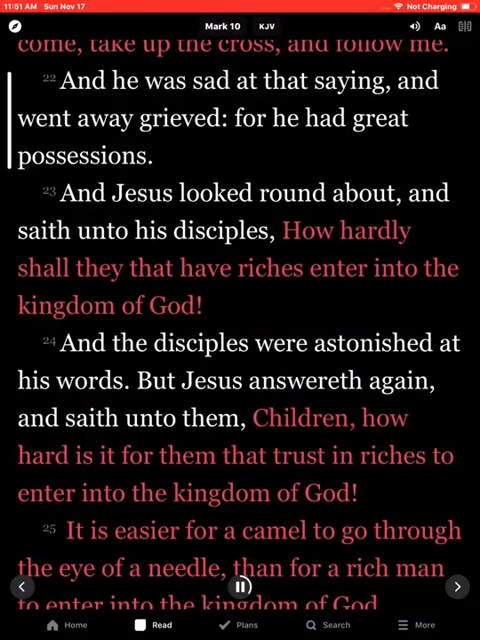 11:51 AM Sun Nov 17
Not Charging
Mark 10 KJV
Aa
come, take up the cross, and follow me.
22 And he was sad at that saying, and
went away grieved: for he had great
possessions.
23 And Jesus looked round about, and
saith unto his disciples, How hardly
shall they that have riches enter into the
kingdom of God!
24 And the disciples were astonished at
his words. But Jesus answereth again,
and saith unto them, Children, how
hard is it for them that trust in riches to
enter into the kingdom of God!
25 It is easier for a camel to go through
the eye of a needle, than for a rich man
to enter into the kingdom of God.
Home Read Plans Search More